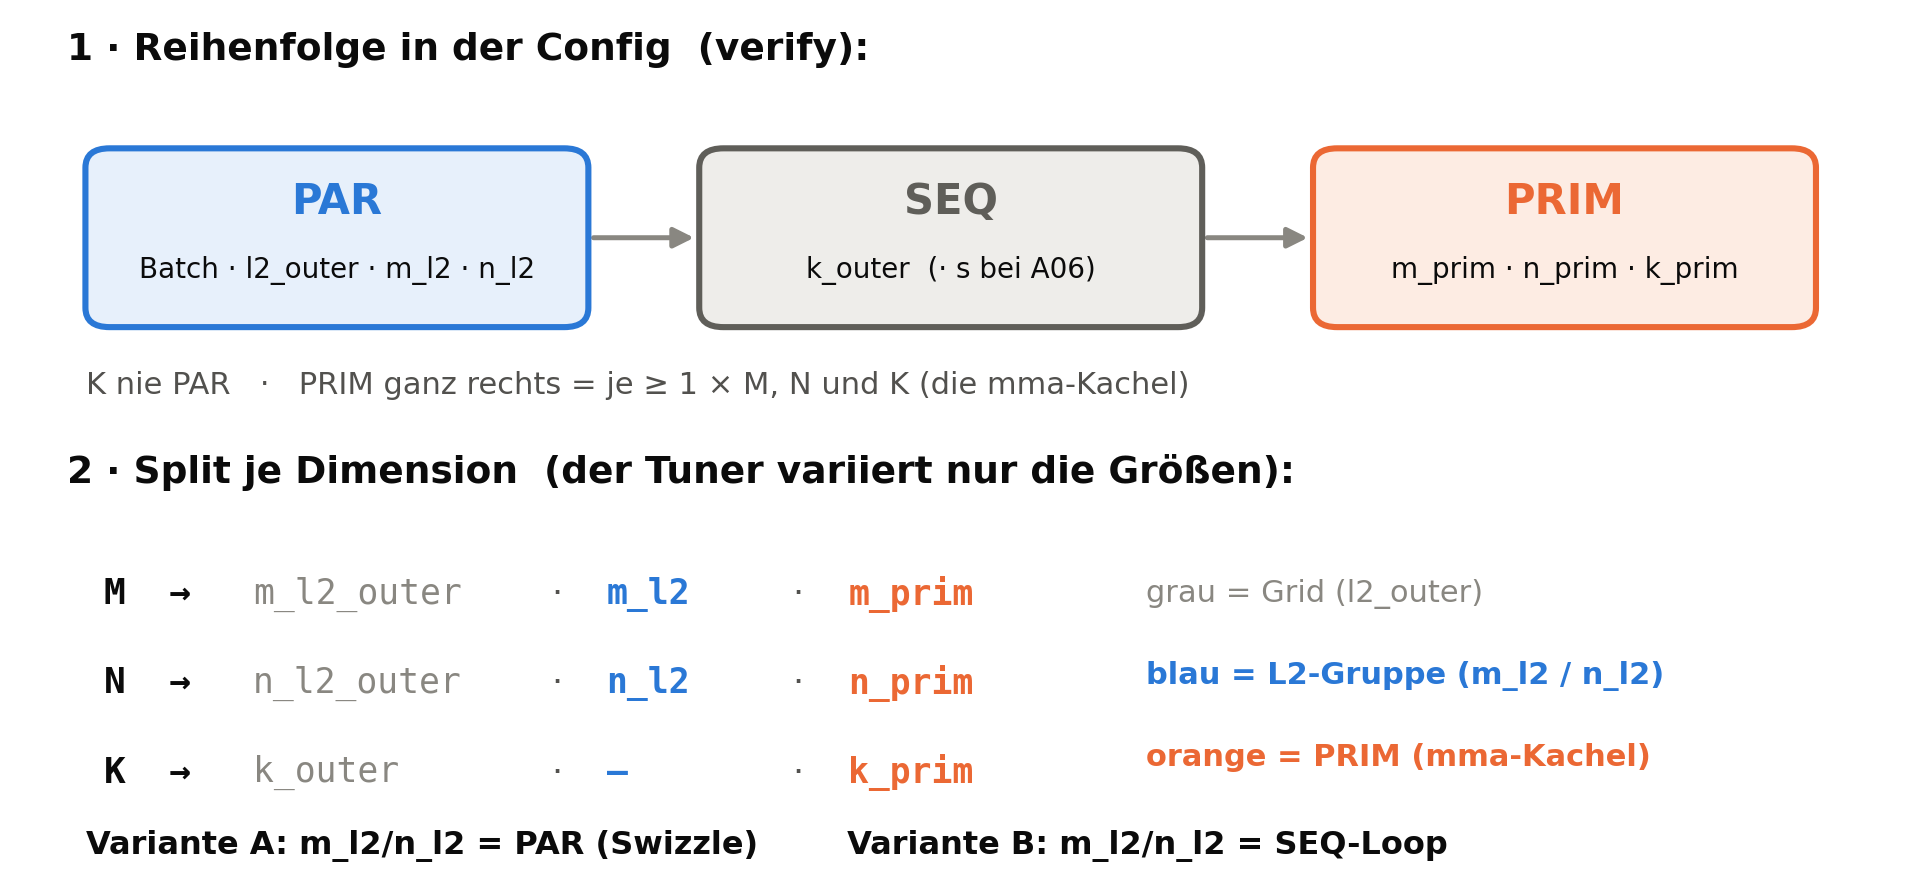 1 · Reihenfolge in der Config  (verify):
PAR
Batch · l2_outer · m_l2 · n_l2
SEQ
k_outer  (· s bei A06)
PRIM
m_prim · n_prim · k_prim
K nie PAR   ·   PRIM ganz rechts = je ≥ 1 × M, N und K (die mma-Kachel)
2 · Split je Dimension  (der Tuner variiert nur die Größen):
M → m_l2_outer · m_l2 · m_prim
grau = Grid (l2_outer)
N → n_l2_outer · n_l2 · n_prim
blau = L2-Gruppe (m_l2 / n_l2)
K → k_outer · – · k_prim
orange = PRIM (mma-Kachel)
Variante A: m_l2/n_l2 = PAR (Swizzle)
Variante B: m_l2/n_l2 = SEQ-Loop